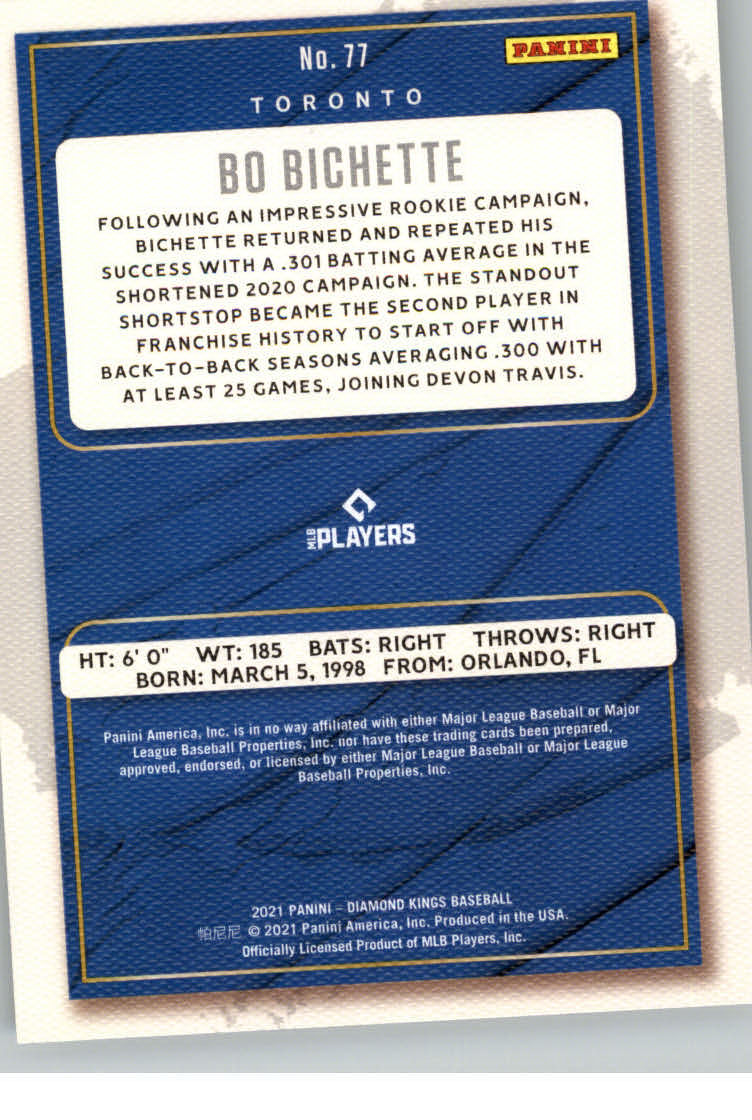 No. 77
PANINI
TORONTO
BO BICHETTE
FOLLOWING AN IMPRESSIVE ROOKIE CAMPAIGN,
BICHETTE RETURNED AND REPEATED HIS
SUCCESS WITH A .301 BATTING AVERAGE IN THE
SHORTENED 2020 CAMPAIGN. THE STANDOUT
SHORTSTOP BECAME THE SECOND PLAYER IN
FRANCHISE HISTORY TO START OFF WITH
BACK-TO-BACK SEASONS AVERAGING .300 WITH
AT LEAST 25 GAMES, JOINING DEVON TRAVIS.
MLB PLAYERS
HT: 6' 0" WT: 185 BATS: RIGHT THROWS: RIGHT
BORN: MARCH 5, 1998 FROM: ORLANDO, FL
Panini America, Inc. is in no way affiliated with either Major League Baseball or Major
League Baseball Properties, Inc. nor have these trading cards been prepared,
approved, endorsed, or licensed by either Major League Baseball or Major League
Baseball Properties, Inc.
2021 PANINI – DIAMOND KINGS BASEBALL
帕尼尼 © 2021 Panini America, Inc. Produced in the USA.
Officially Licensed Product of MLB Players, Inc.